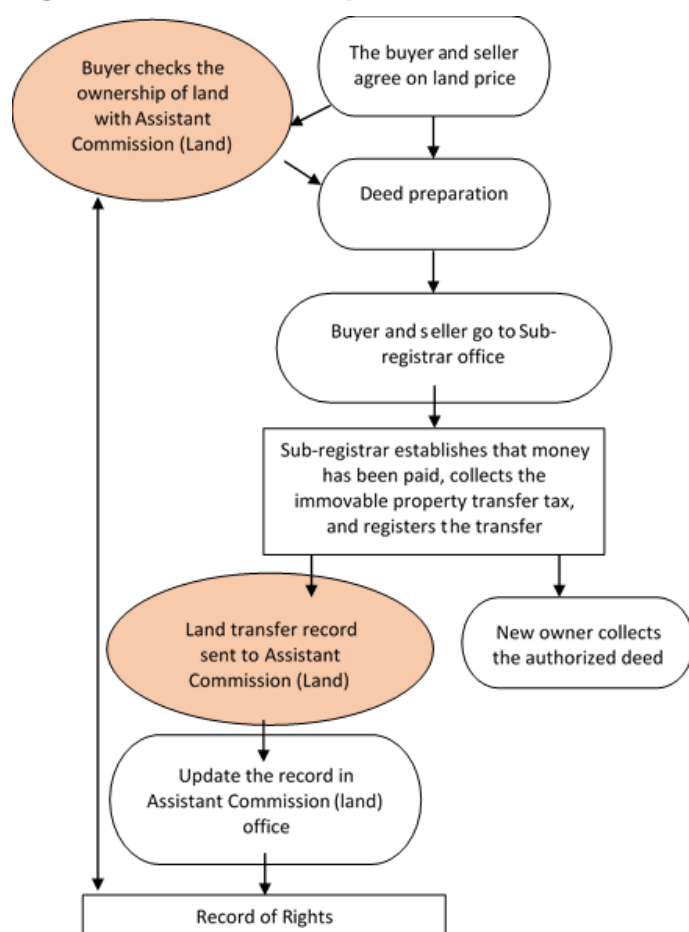 The buyer and seller
agree on land price
Buyer checks the
ownership of land
with Assistant
Commission (Land)
Deed preparation
Buyer and seller go to Sub-
registrar office
Sub-registrar establishes that money
has been paid, collects the
immovable property transfer tax,
and registers the transfer
Land transfer record
sent to Assistant
Commission (Land)
New owner collects
the authorized deed
Update the record in
Assistant Commission (land)
office
Record of Rights